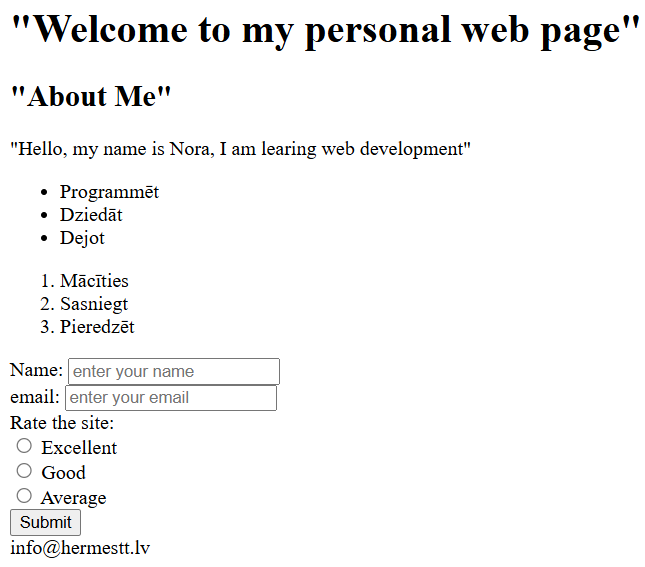 "Welcome to my personal web page"
"About Me"
"Hello, my name is Nora, I am learing web development"
• Programmēt
• Dziedāt
• Dejot
1. Mācīties
2. Sasniegt
3. Pieredzēt
Name: enter your name
email: enter your email
Rate the site:
Excellent
Good
Average
Submit
info@hermestt.lv